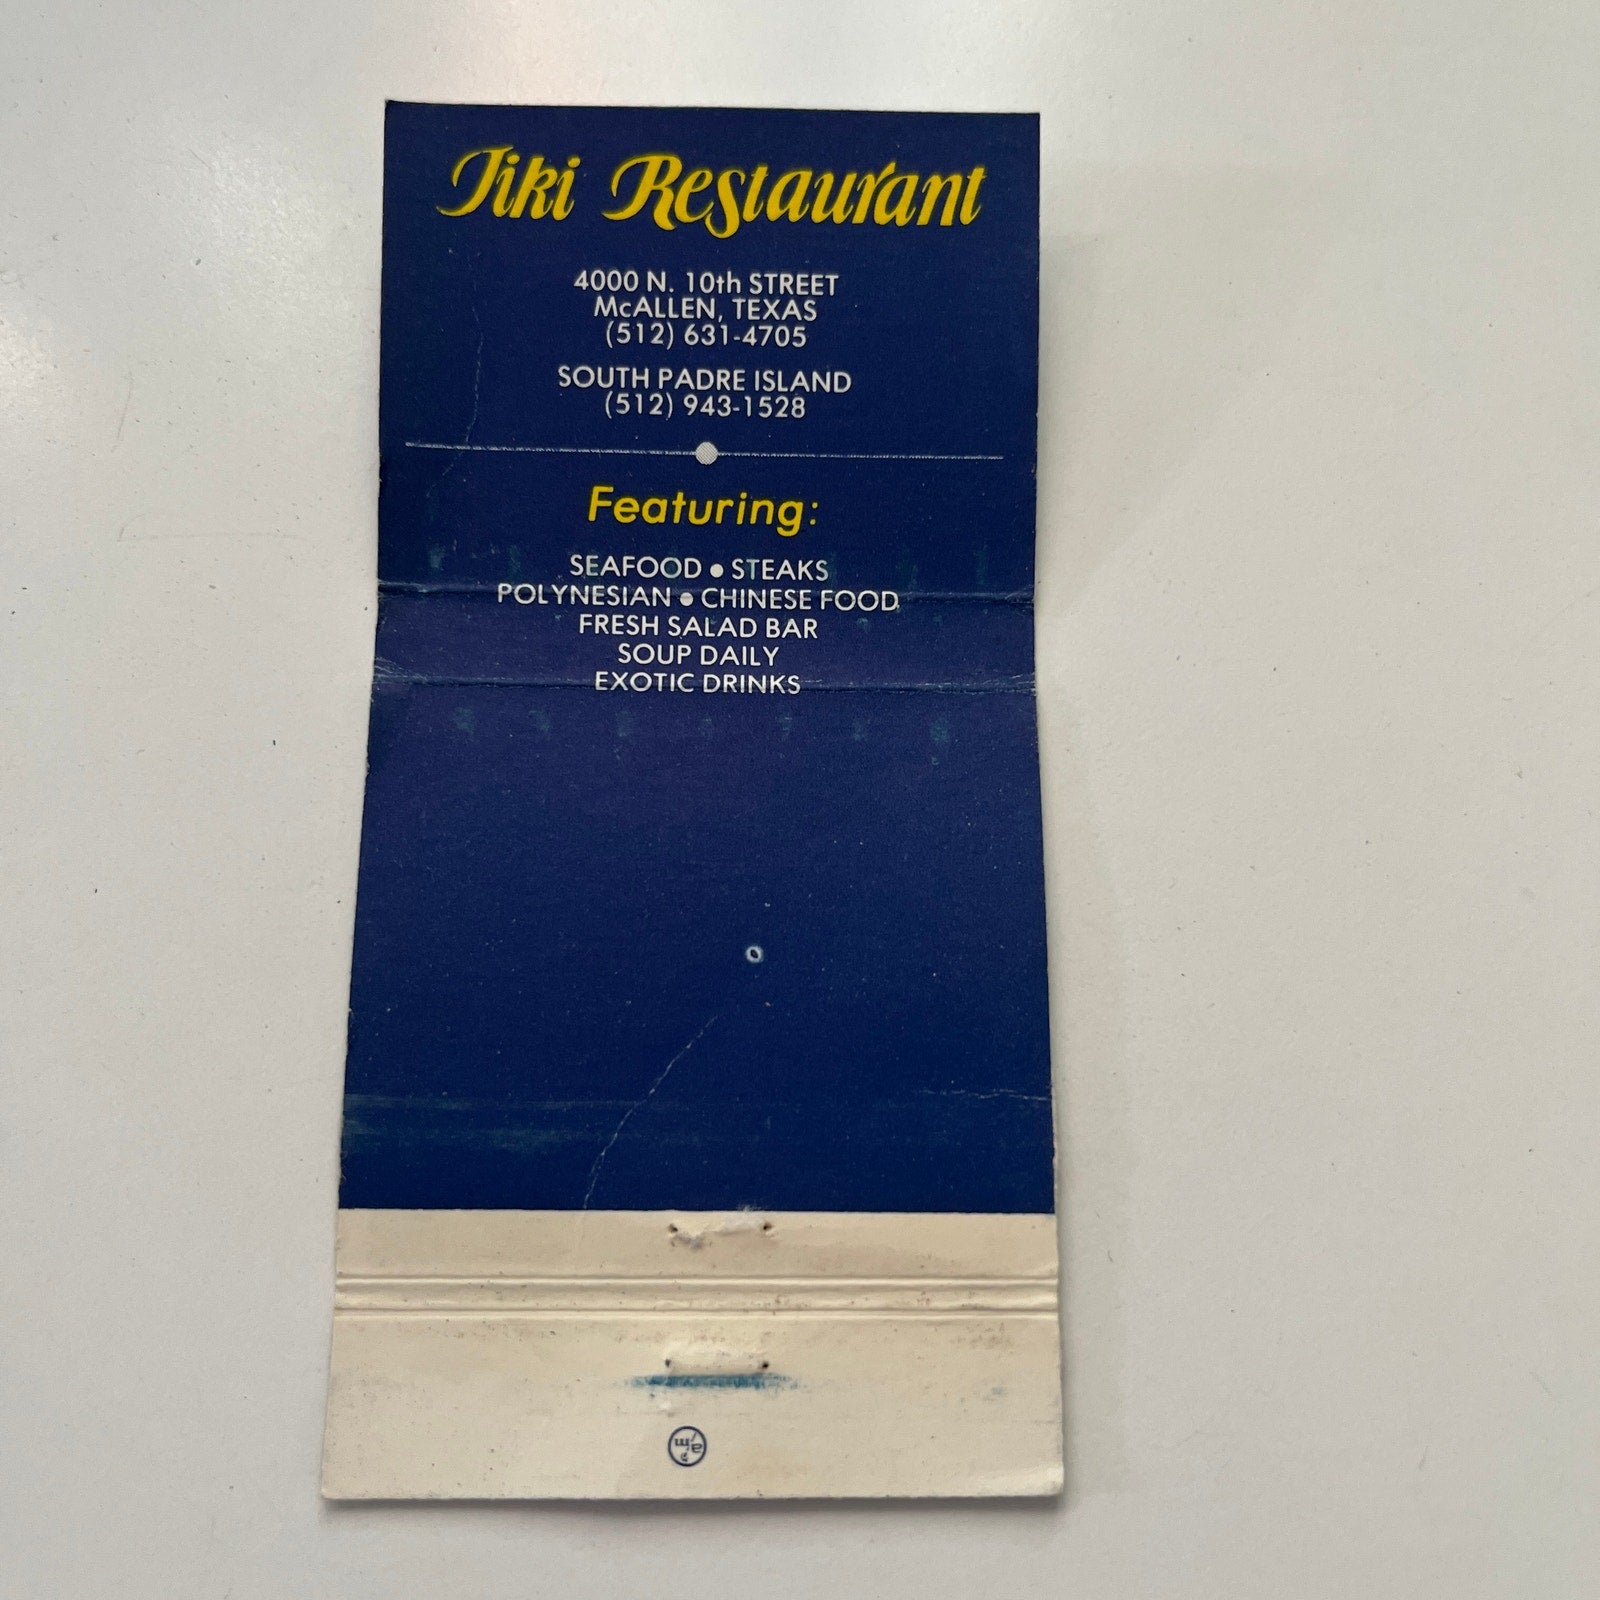 Tiki Restaurant
4000 N. 10th STREET
McALLEN, TEXAS
(512) 631-4705
SOUTH PADRE ISLAND
(512) 943-1528
Featuring:
SEAFOOD • STEAKS
POLYNESIAN • CHINESE FOOD
FRESH SALAD BAR
SOUP DAILY
EXOTIC DRINKS